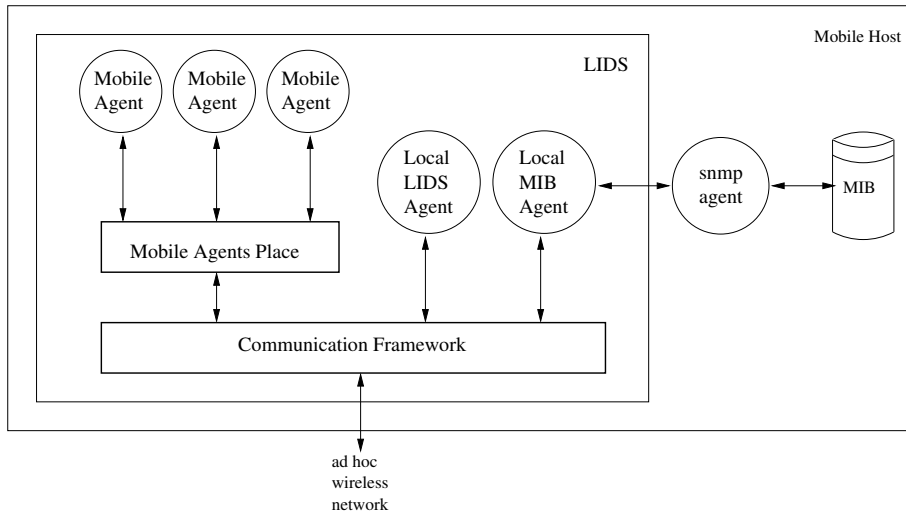 Mobile Host
LIDS
Mobile
Agent
Mobile
Agent
Mobile
Agent
Local
LIDS
Agent
Local
MIB
Agent
snmp
agent
MIB
Mobile Agents Place
Communication Framework
ad hoc
wireless
network